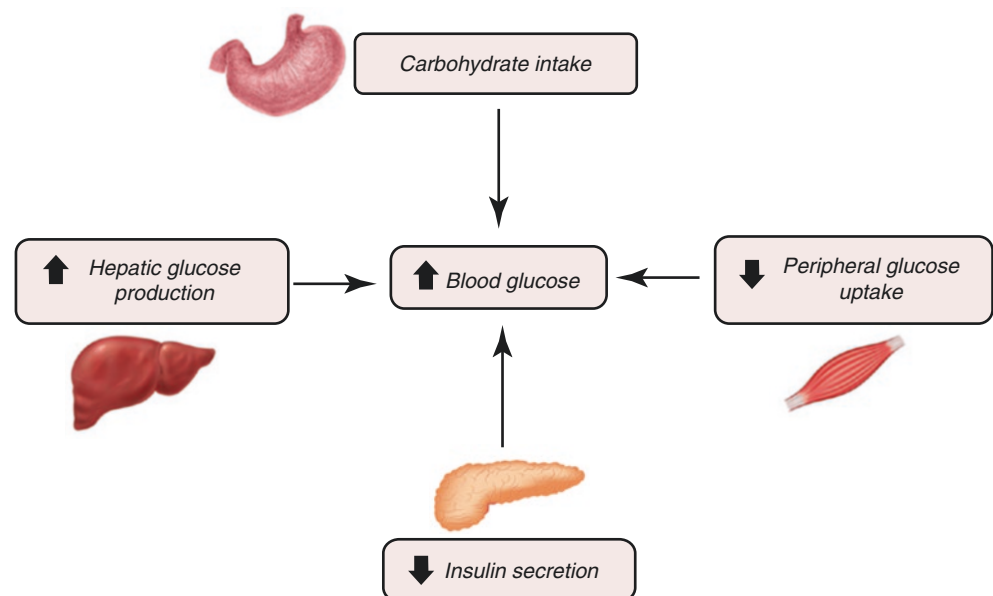 Carbohydrate intake
Hepatic glucose
production
Blood glucose
Peripheral glucose
uptake
Insulin secretion